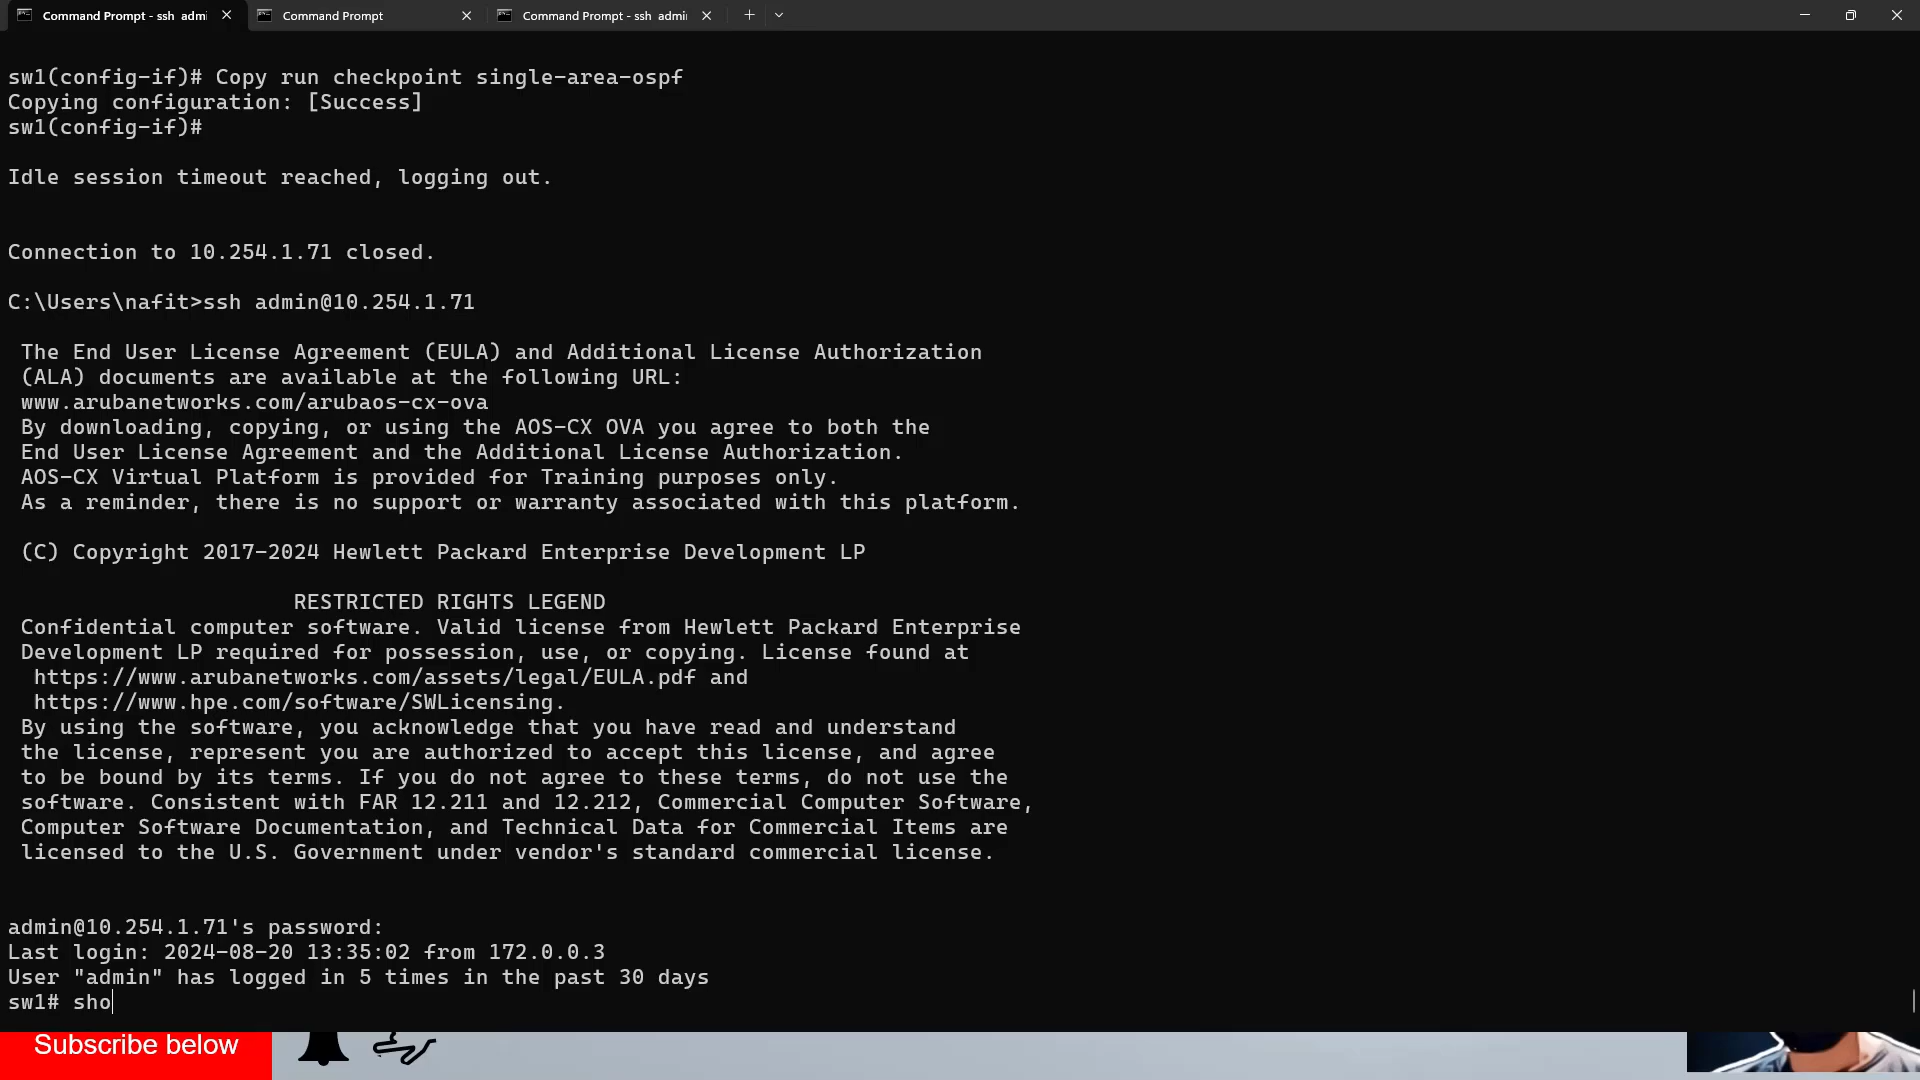 Command Prompt - ssh admi
Command Prompt
Command Prompt - ssh admi
sw1(config-if)# Copy run checkpoint single-area-ospf
Copying configuration: [Success]
sw1(config-if)#
Idle session timeout reached, logging out.
Connection to 10.254.1.71 closed.
C:\Users\nafit>ssh admin@10.254.1.71
The End User License Agreement (EULA) and Additional License Authorization
(ALA) documents are available at the following URL:
www.arubanetworks.com/arubaos-cx-ova
By downloading, copying, or using the AOS-CX OVA you agree to both the
End User License Agreement and the Additional License Authorization.
AOS-CX Virtual Platform is provided for Training purposes only.
As a reminder, there is no support or warranty associated with this platform.
(C) Copyright 2017-2024 Hewlett Packard Enterprise Development LP
RESTRICTED RIGHTS LEGEND
Confidential computer software. Valid license from Hewlett Packard Enterprise
Development LP required for possession, use, or copying. License found at
https://www.arubanetworks.com/assets/legal/EULA.pdf and
https://www.hpe.com/software/SWLicensing.
By using the software, you acknowledge that you have read and understand
the license, represent you are authorized to accept this license, and agree
to be bound by its terms. If you do not agree to these terms, do not use the
software. Consistent with FAR 12.211 and 12.212, Commercial Computer Software,
Computer Software Documentation, and Technical Data for Commercial Items are
licensed to the U.S. Government under vendor's standard commercial license.
admin@10.254.1.71's password:
Last login: 2024-08-20 13:35:02 from 172.0.0.3
User "admin" has logged in 5 times in the past 30 days
sw1# sho
Subscribe below